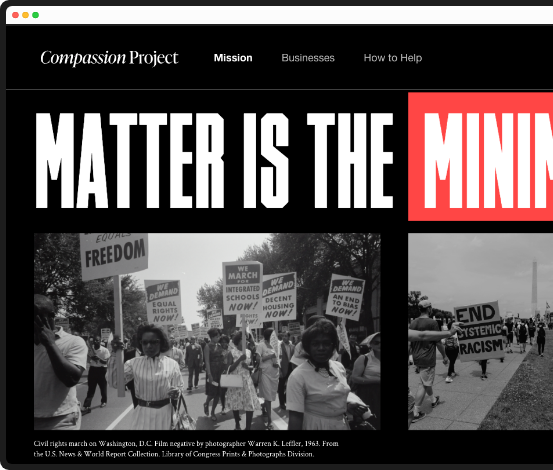 Compassion Project
Mission
Businesses
How to Help
MATTER IS THE MINIM
EQUALS
FREEDOM
WE DEMAND
EQUAL
RIGHTS
NOW!
WE
MARCH
FOR
INTEGRATED
SCHOOLS
NOW!
WE DEMAND
DECENT
HOUSING
NOW!
WE DEMAND
AN END
TO BIAS
NOW!
END
SYSTEMIC
RACISM
Civil rights march on Washington, D.C. Film negative by photographer Warren K. Leffler, 1963. From
the U.S. News & World Report Collection. Library of Congress Prints & Photographs Division.